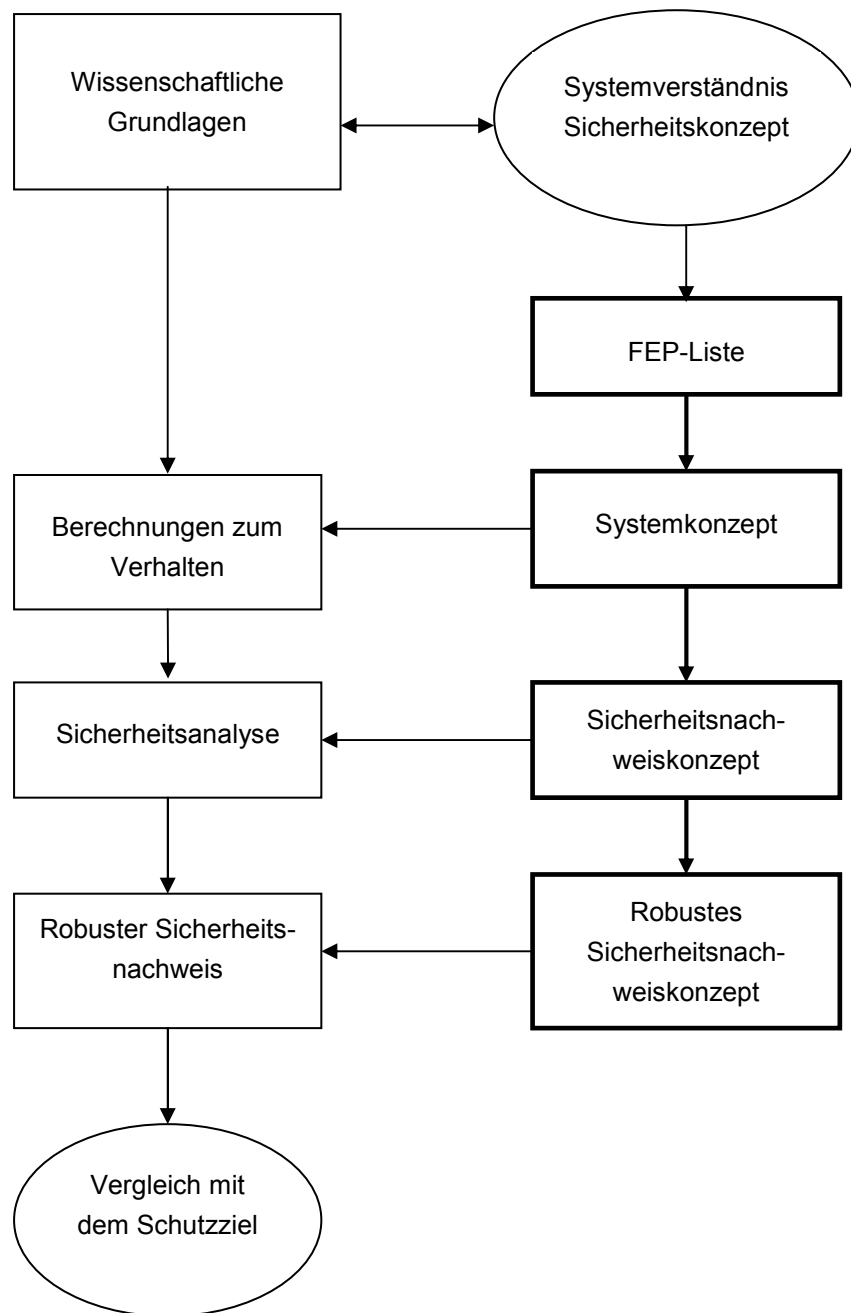 Wissenschaftliche
Grundlagen
Systemverständnis
Sicherheitskonzept
FEP-Liste
Berechnungen zum
Verhalten
Systemkonzept
Sicherheitsanalyse
Sicherheitsnach-
weiskonzept
Robuster Sicherheits-
nachweis
Robustes
Sicherheitsnach-
weiskonzept
Vergleich mit
dem Schutzziel